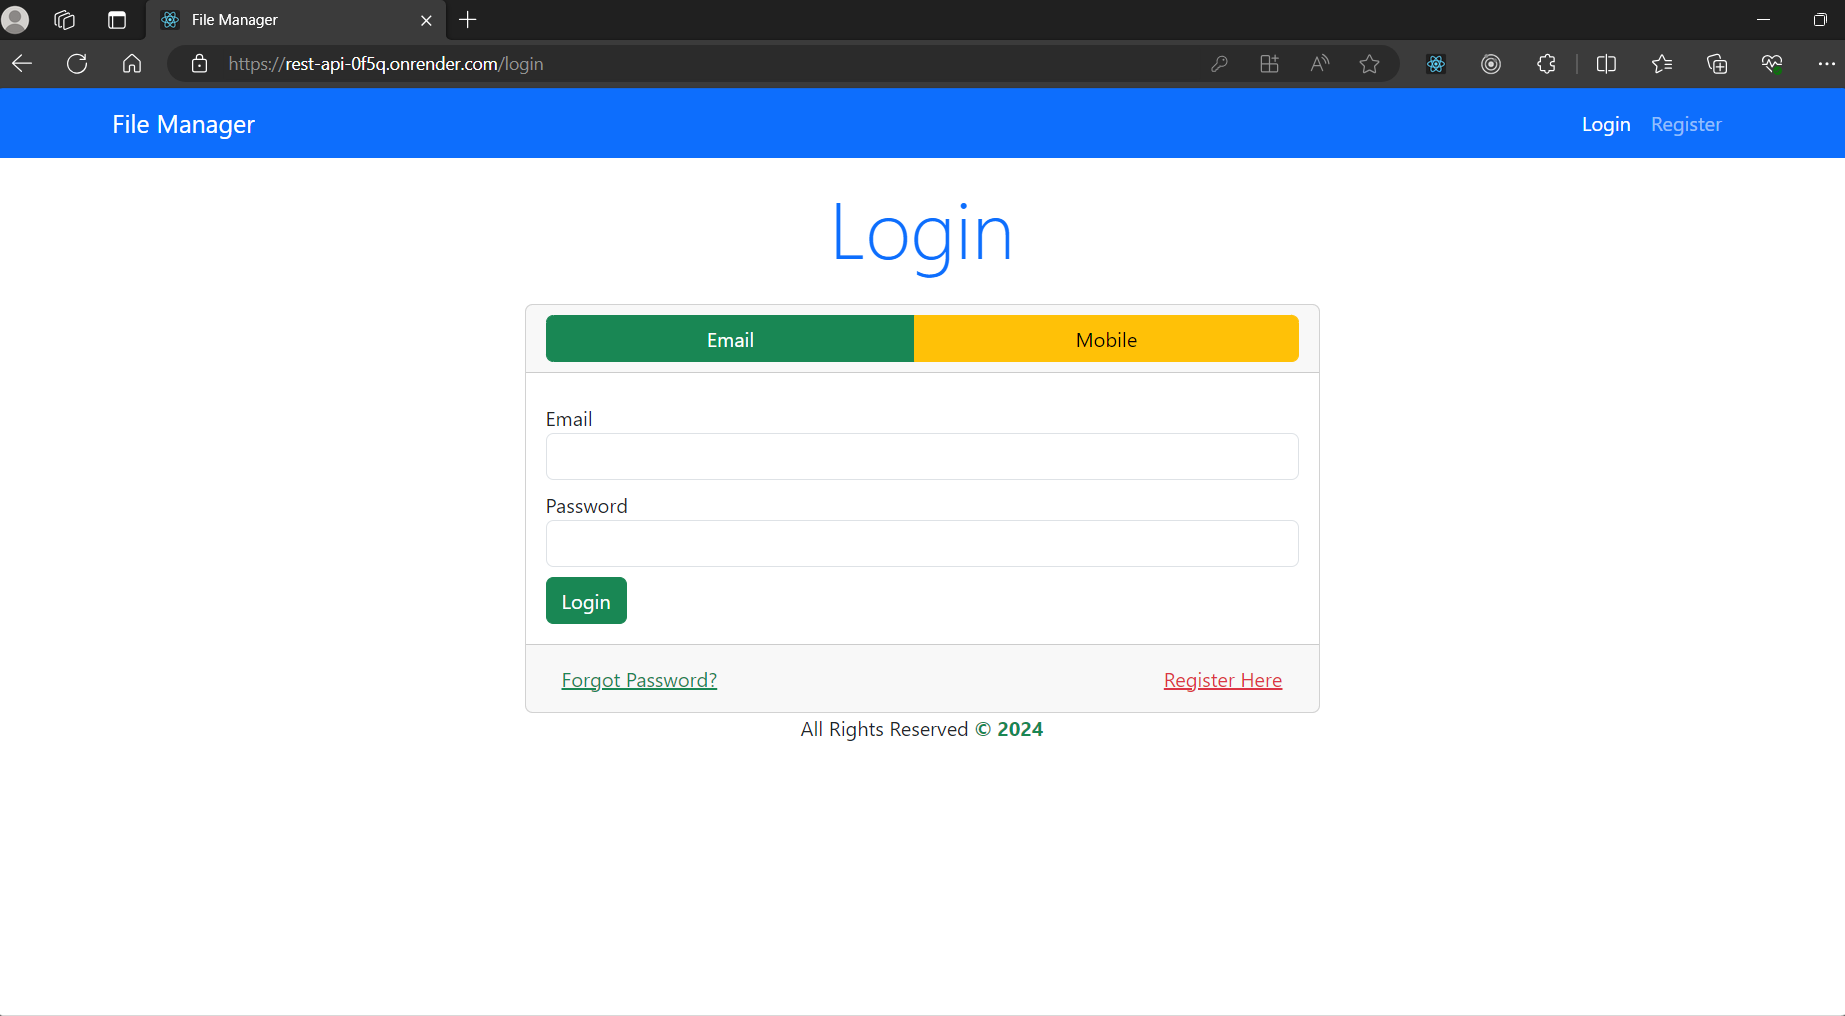 File Manager
https://rest-api-0f5q.onrender.com/login
File Manager
Login Register
Login
Email Mobile
Email
Password
Login
Forgot Password? Register Here
All Rights Reserved © 2024